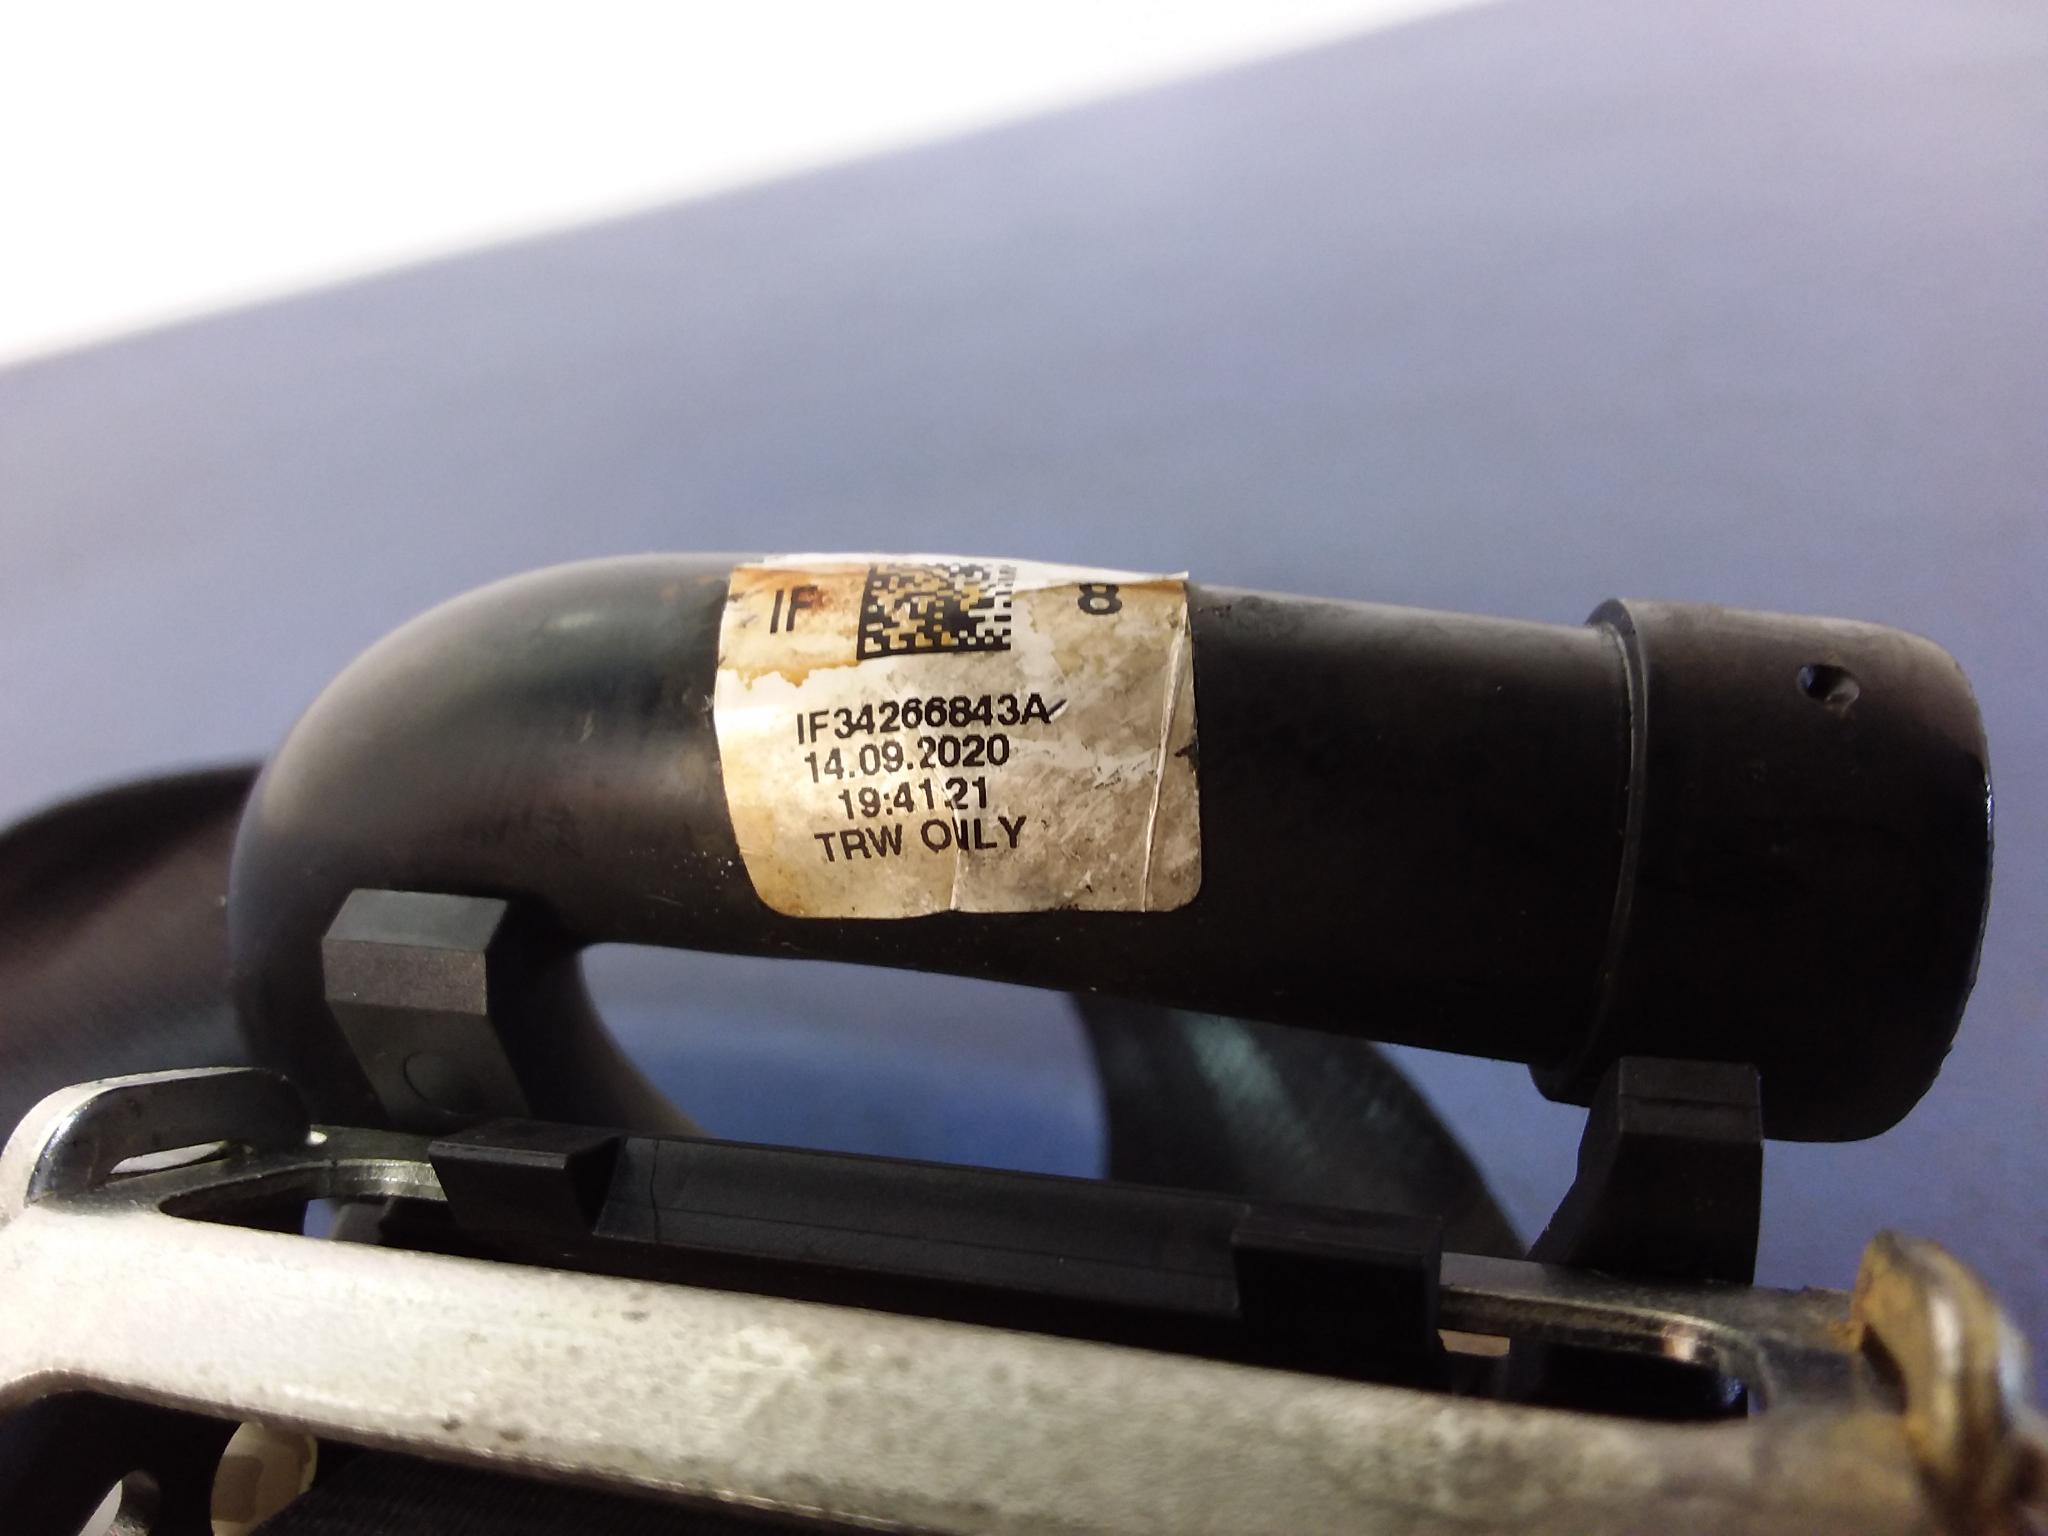 IF 8
IF34266843A
14.09.2020
19:41:21
TRW ONLY